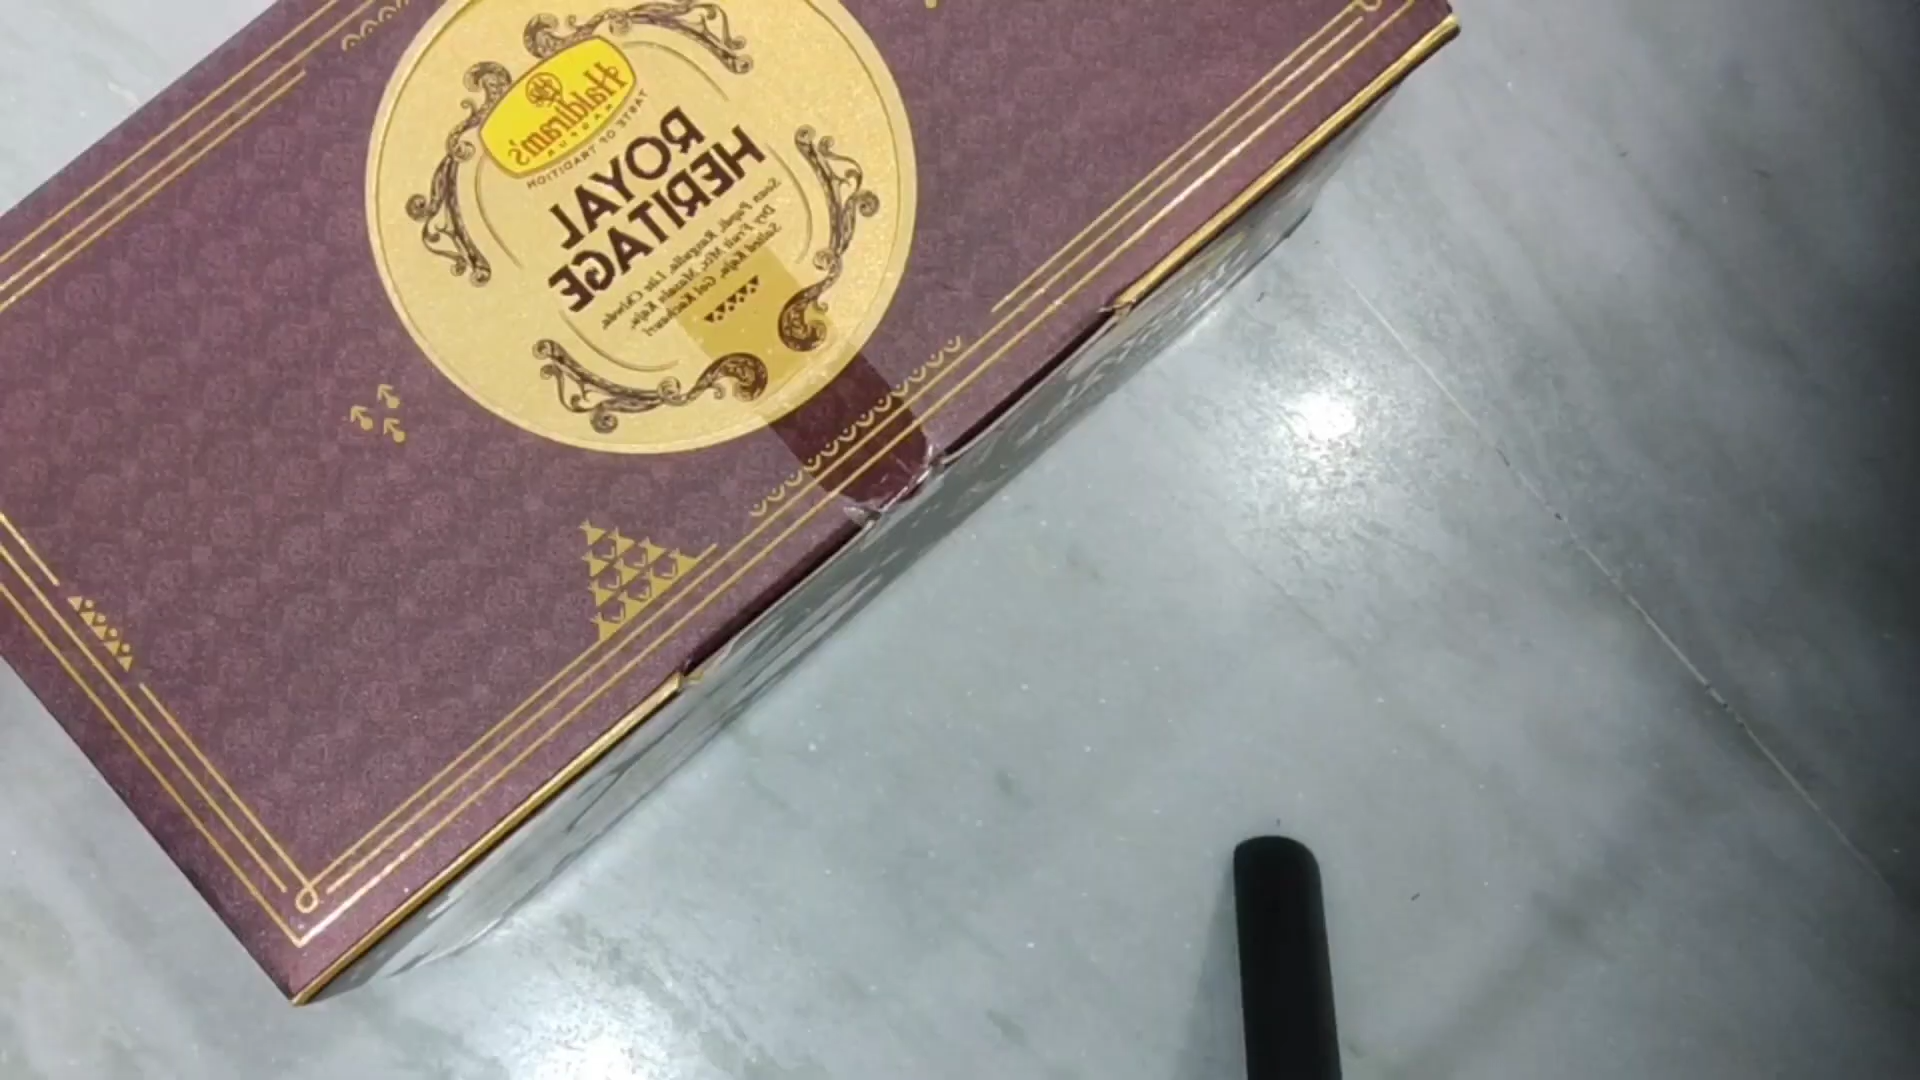 Haldiram's
NAGPUR
TASTE OF TRADITION
ROYAL
HERITAGE
Soan Papdi, Rasgulla, Lite Chiwda,
Dry Fruit Mix, Masala Kaju,
Salted Kaju, Gol Kachauri